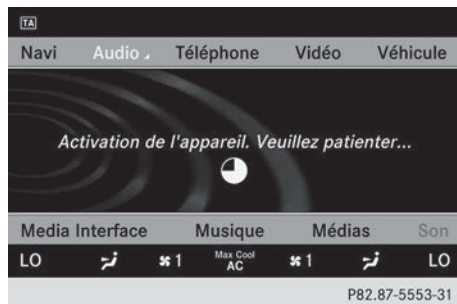 TA
Navi Audio Téléphone Vidéo Véhicule
Activation de l'appareil. Veuillez patienter...
Media Interface Musique Médias Son
LO 1 Max Cool AC 1 LO
P82.87-5553-31